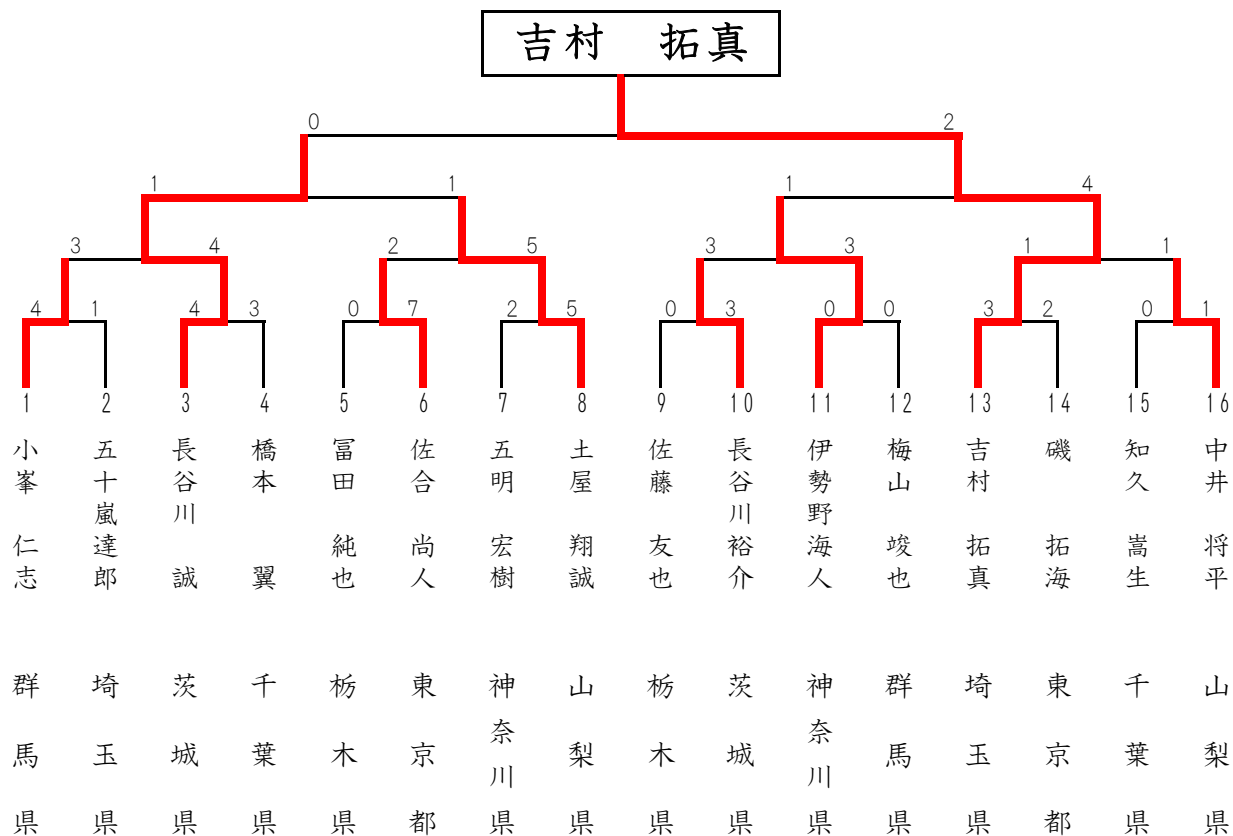 吉村 拓真
0 2
1 1 1 4
3 4 2 5 3 3 1 1
4 1 4 3 0 7 2 5 0 3 0 0 3 2 0 1
1 2 3 4 5 6 7 8 9 10 11 12 13 14 15 16
小峯 仁志
五十嵐達郎
長谷川 誠
橋本 翼
冨田 純也
佐合 尚人
五明 宏樹
土屋 翔誠
佐藤 友也
長谷川裕介
伊勢野海人
梅山 竣也
吉村 拓真
磯 拓海
知久 嵩生
中井 将平
群馬県
埼玉県
茨城県
千葉県
栃木県
東京都
神奈川県
山梨県
栃木県
茨城県
神奈川県
群馬県
埼玉県
東京都
千葉県
山梨県